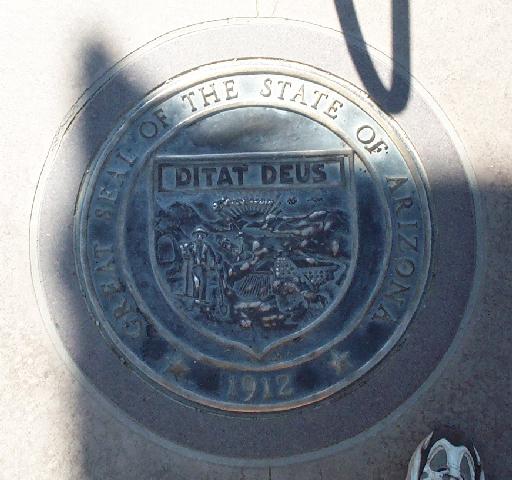 GREAT SEAL OF THE STATE OF ARIZONA
DITAT DEUS
1912